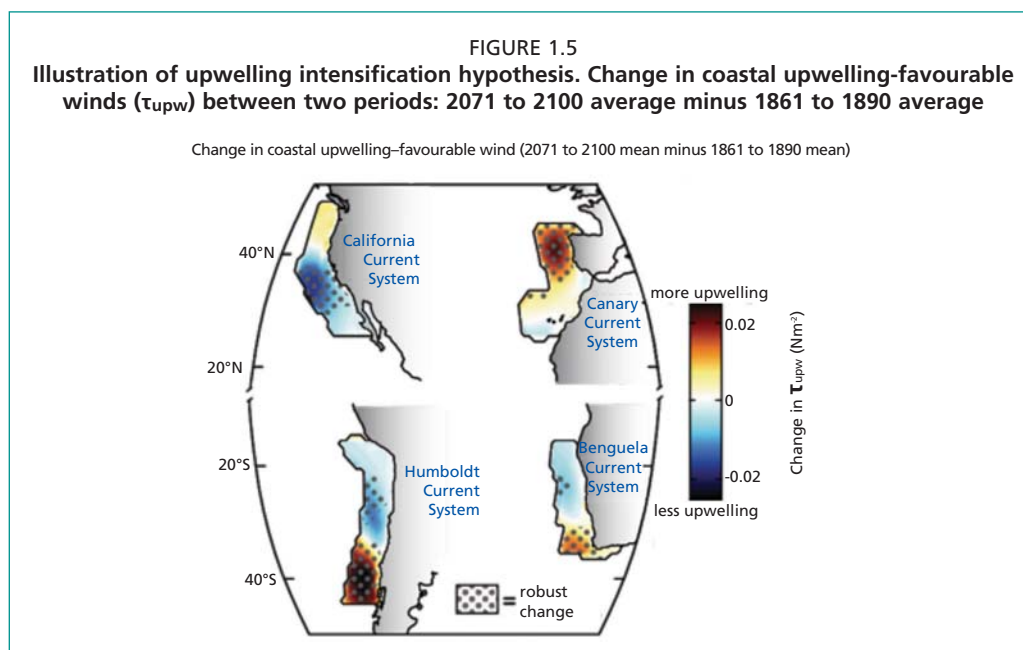 FIGURE 1.5
Illustration of upwelling intensification hypothesis. Change in coastal upwelling-favourable
winds (τupw) between two periods: 2071 to 2100 average minus 1861 to 1890 average
Change in coastal upwelling–favourable wind (2071 to 2100 mean minus 1861 to 1890 mean)
40°N
20°N
20°S
40°S
California
Current
System
Canary
Current
System
Humboldt
Current
System
Benguela
Current
System
more upwelling
0.02
0
-0.02
less upwelling
Change in τupw (Nm-2)
= robust
change